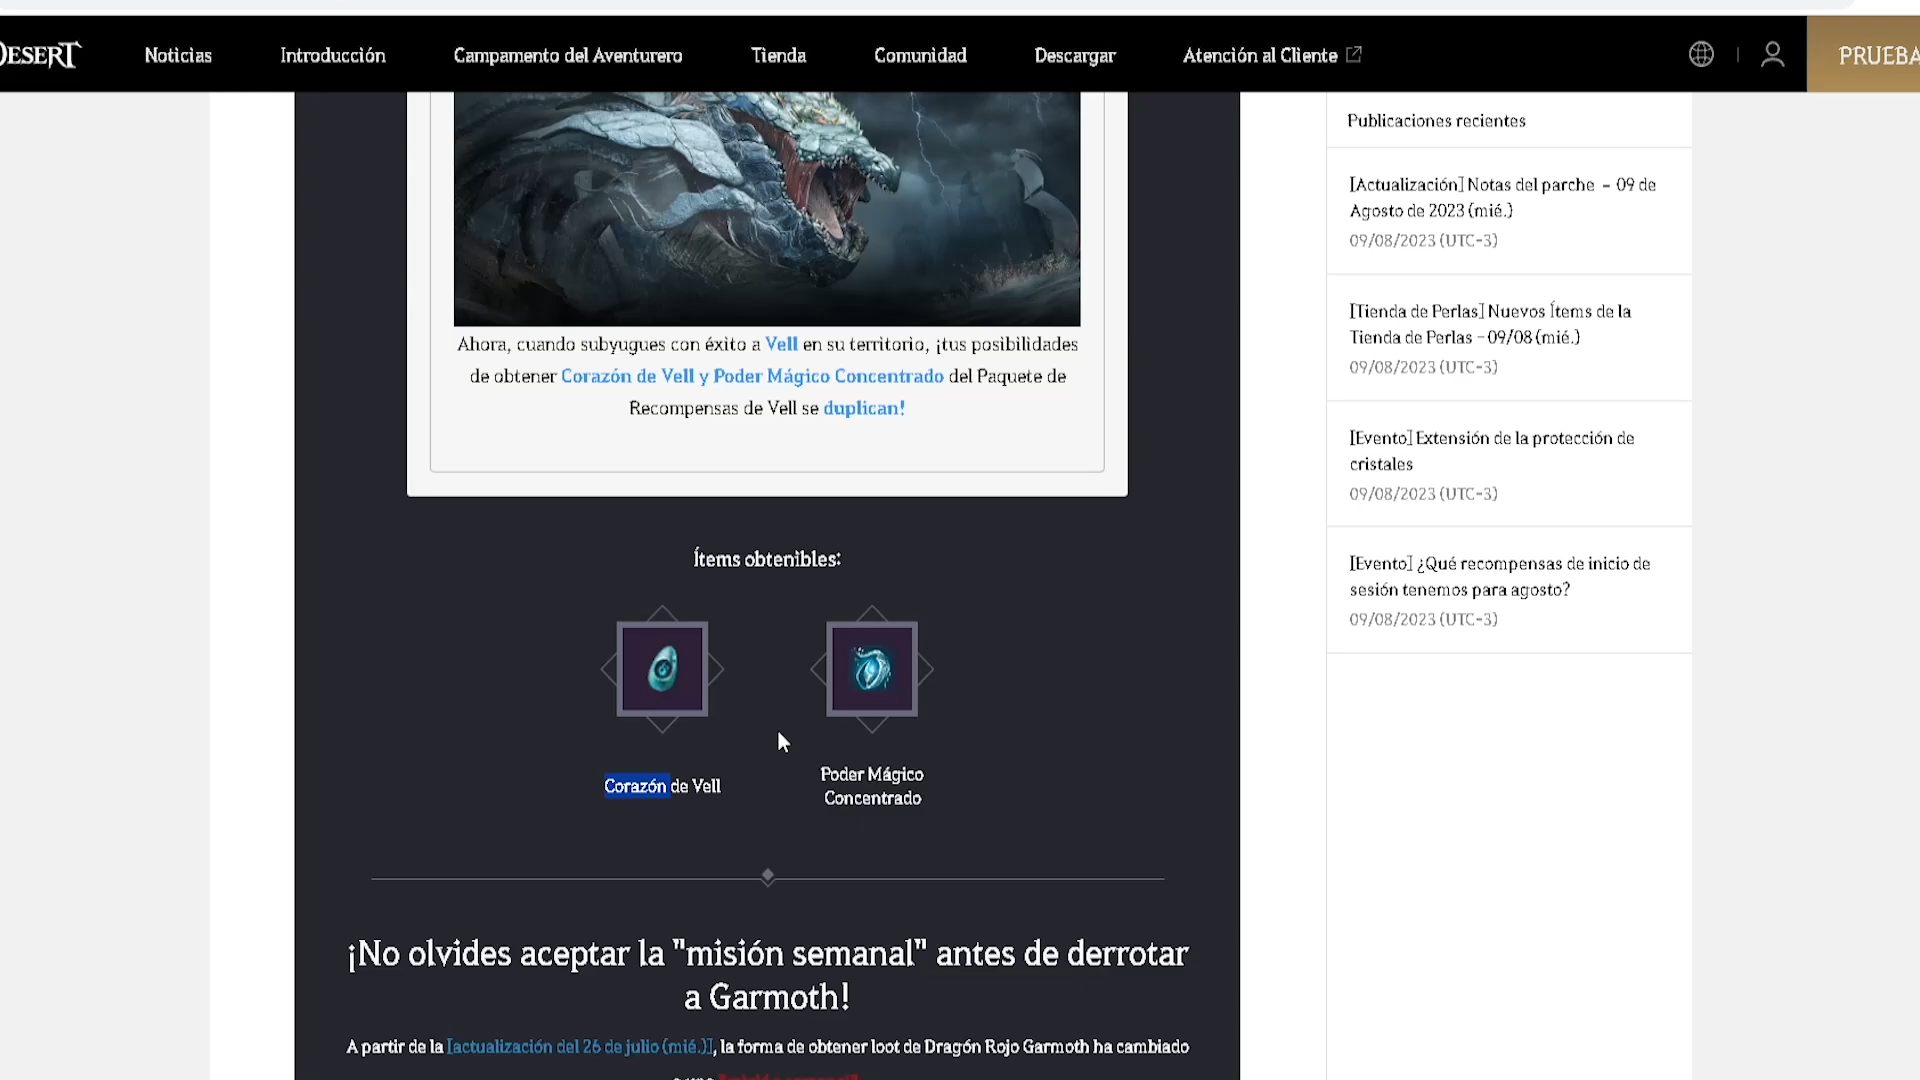 DESERT
Noticias
Introducción
Campamento del Aventurero
Tienda
Comunidad
Descargar
Atención al Cliente
PRUEBA
Ahora, cuando subyugues con éxito a Vell en su territorio, ¡tus posibilidades
de obtener Corazón de Vell y Poder Mágico Concentrado del Paquete de
Recompensas de Vell se duplican!
Ítems obtenibles:
Corazón de Vell
Poder Mágico
Concentrado
¡No olvides aceptar la "misión semanal" antes de derrotar
a Garmoth!
A partir de la [actualización del 26 de julio (mié.)], la forma de obtener loot de Dragón Rojo Garmoth ha cambiado
Publicaciones recientes
[Actualización] Notas del parche – 09 de
Agosto de 2023 (mié.)
09/08/2023 (UTC-3)
[Tienda de Perlas] Nuevos Ítems de la
Tienda de Perlas – 09/08 (mié.)
09/08/2023 (UTC-3)
[Evento] Extensión de la protección de
cristales
09/08/2023 (UTC-3)
[Evento] ¿Qué recompensas de inicio de
sesión tenemos para agosto?
09/08/2023 (UTC-3)